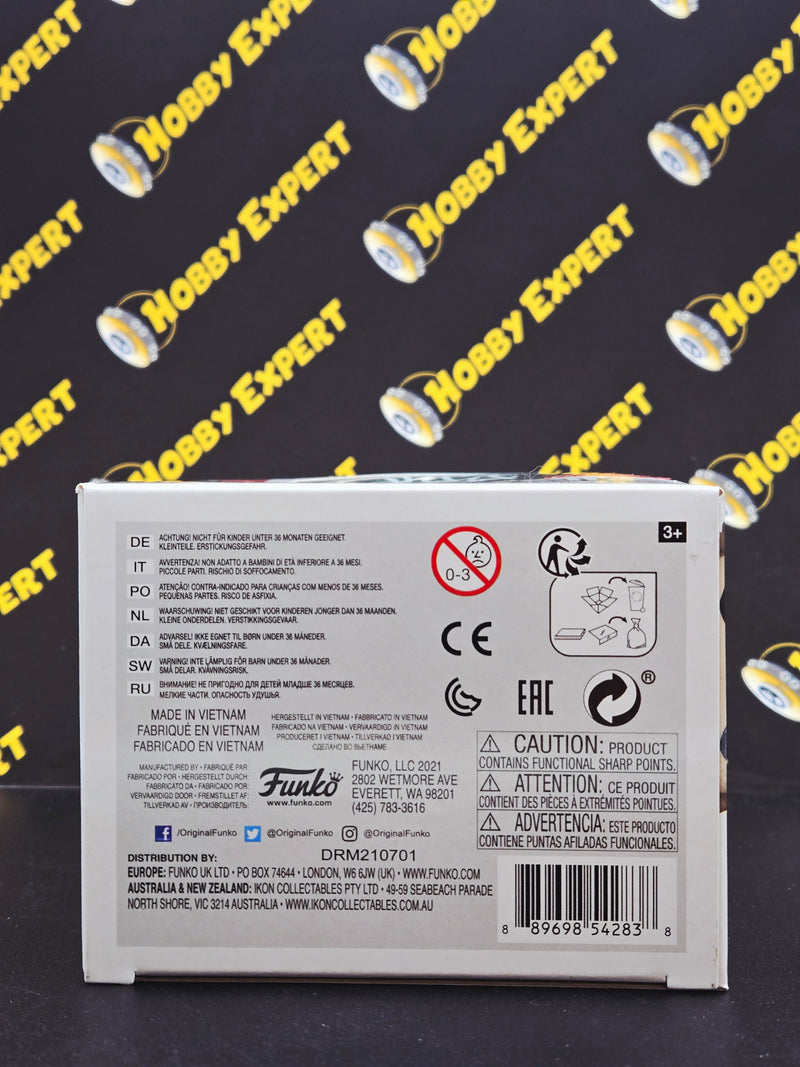 HOBBY EXPERT
HOBBY EXPERT
HOBBY EXPERT
HOBBY EXPERT
HOBBY EXPERT
HOBBY EXPERT
3+
DE ACHTUNG! NICHT FÜR KINDER UNTER 36 MONATEN GEEIGNET.
KLEINTEILE. ERSTICKUNGSGEFAHR.
IT AVVERTENZA! NON ADATTO A BAMBINI DI ETÀ INFERIORE A 36 MESI.
PICCOLE PARTI. RISCHIO DI SOFFOCAMENTO.
PO ATENÇÃO! CONTRA-INDICADO PARA CRIANÇAS COM MENOS DE 36 MESES.
PEQUENAS PARTES. RISCO DE ASFIXIA.
NL WAARSCHUWING! NIET GESCHIKT VOOR KINDEREN JONGER DAN 36 MAANDEN.
KLEINE ONDERDELEN. VERSTIKKINGSGEVAAR.
DA ADVARSEL! IKKE EGNET TIL BØRN UNDER 36 MÅNEDER.
SMÅ DELE. KVÆLNINGSFARE.
SW VARNING! INTE LÄMPLIG FÖR BARN UNDER 36 MÅNADER.
SMÅ DELAR. KVÄVNINGSRISK.
RU ВНИМАНИЕ! НЕ ПРИГОДНО ДЛЯ ДЕТЕЙ МЛАДШЕ 36 МЕСЯЦЕВ.
МЕЛКИЕ ЧАСТИ. ОПАСНОСТЬ УДУШЬЯ.
0-3
CE
EAC
®
MADE IN VIETNAM
FABRIQUÉ EN VIETNAM
FABRICADO EN VIETNAM
HERGESTELLT IN VIETNAM • FABBRICATO IN VIETNAM
FABRICADO NA VIETNAM • VERVAARDIGD IN VIETNAM
PRODUCERET I VIETNAM • TILLVERKAD I VIETNAM
СДЕЛАНО ВО ВЬЕТНАМЕ
MANUFACTURED BY • FABRIQUÉ PAR:
FABRICADO POR • HERGESTELLT DURCH:
FABBRICATO DA • FABRICADO POR:
VERVAARDIGD DOOR • FREMSTILLET AF:
TILLVERKAD AV • ПРОИЗВОДИТЕЛЬ:
Funko
www.funko.com
FUNKO, LLC 2021
2802 WETMORE AVE
EVERETT, WA 98201
(425) 783-3616
/OriginalFunko @OriginalFunko @OriginalFunko
CAUTION: PRODUCT
CONTAINS FUNCTIONAL SHARP POINTS.
ATTENTION: CE PRODUIT
CONTIENT DES PIÈCES À EXTRÉMITÉS POINTUES.
ADVERTENCIA: ESTE PRODUCTO
CONTIENE PUNTAS AFILADAS FUNCIONALES.
DRM210701
DISTRIBUTION BY:
EUROPE: FUNKO UK LTD • PO BOX 74644 • LONDON, W6 6JW (UK) • WWW.FUNKO.COM
AUSTRALIA & NEW ZEALAND: IKON COLLECTABLES PTY LTD • 49-59 SEABEACH PARADE
NORTH SHORE, VIC 3214 AUSTRALIA • WWW.IKONCOLLECTABLES.COM.AU
8 89698 54283 8